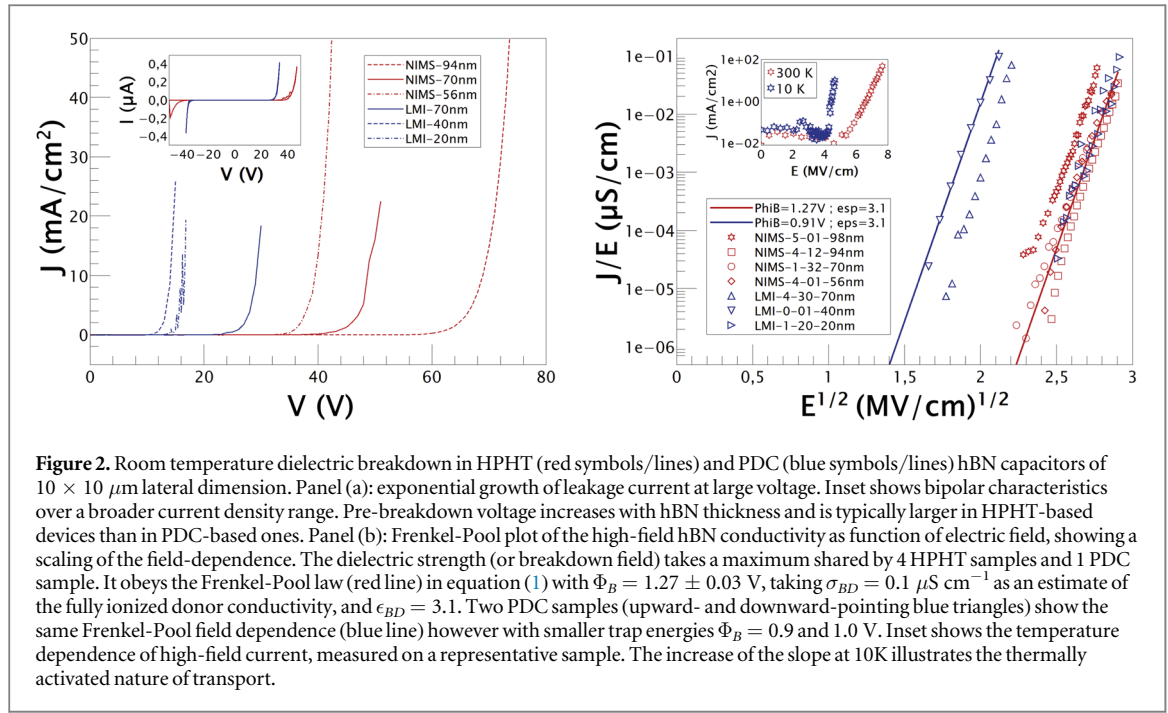 50
40
30
20
10
0
J (mA/cm²)
0
20
40
60
80
V (V)
0,4
0,2
0,0
−0,2
−0,4
I (μA)
−40
−20
0
20
40
V (V)
NIMS−94nm
NIMS−70nm
NIMS−56nm
LMI−70nm
LMI−40nm
LMI−20nm
1e−01
1e−02
1e−03
1e−04
1e−05
1e−06
J/E (μS/cm)
0
0,5
1
1,5
2
2,5
3
E^1/2 (MV/cm)^1/2
1e+02
1e+00
1e−02
J (mA/cm2)
0
2
4
6
8
E (MV/cm)
300 K
10 K
PhiB=1.27V ; esp=3.1
PhiB=0.91V ; eps=3.1
NIMS−5−01−98nm
NIMS−4−12−94nm
NIMS−1−32−70nm
NIMS−4−01−56nm
LMI−4−30−70nm
LMI−0−01−40nm
LMI−1−20−20nm
Figure 2. Room temperature dielectric breakdown in HPHT (red symbols/lines) and PDC (blue symbols/lines) hBN capacitors of
10 × 10 μm lateral dimension. Panel (a): exponential growth of leakage current at large voltage. Inset shows bipolar characteristics
over a broader current density range. Pre-breakdown voltage increases with hBN thickness and is typically larger in HPHT-based
devices than in PDC-based ones. Panel (b): Frenkel-Pool plot of the high-field hBN conductivity as function of electric field, showing a
scaling of the field-dependence. The dielectric strength (or breakdown field) takes a maximum shared by 4 HPHT samples and 1 PDC
sample. It obeys the Frenkel-Pool law (red line) in equation (1) with Φ_B = 1.27 ± 0.03 V, taking σ_BD = 0.1 μS cm⁻¹ as an estimate of
the fully ionized donor conductivity, and ϵ_BD = 3.1. Two PDC samples (upward- and downward-pointing blue triangles) show the
same Frenkel-Pool field dependence (blue line) however with smaller trap energies Φ_B = 0.9 and 1.0 V. Inset shows the temperature
dependence of high-field current, measured on a representative sample. The increase of the slope at 10K illustrates the thermally
activated nature of transport.